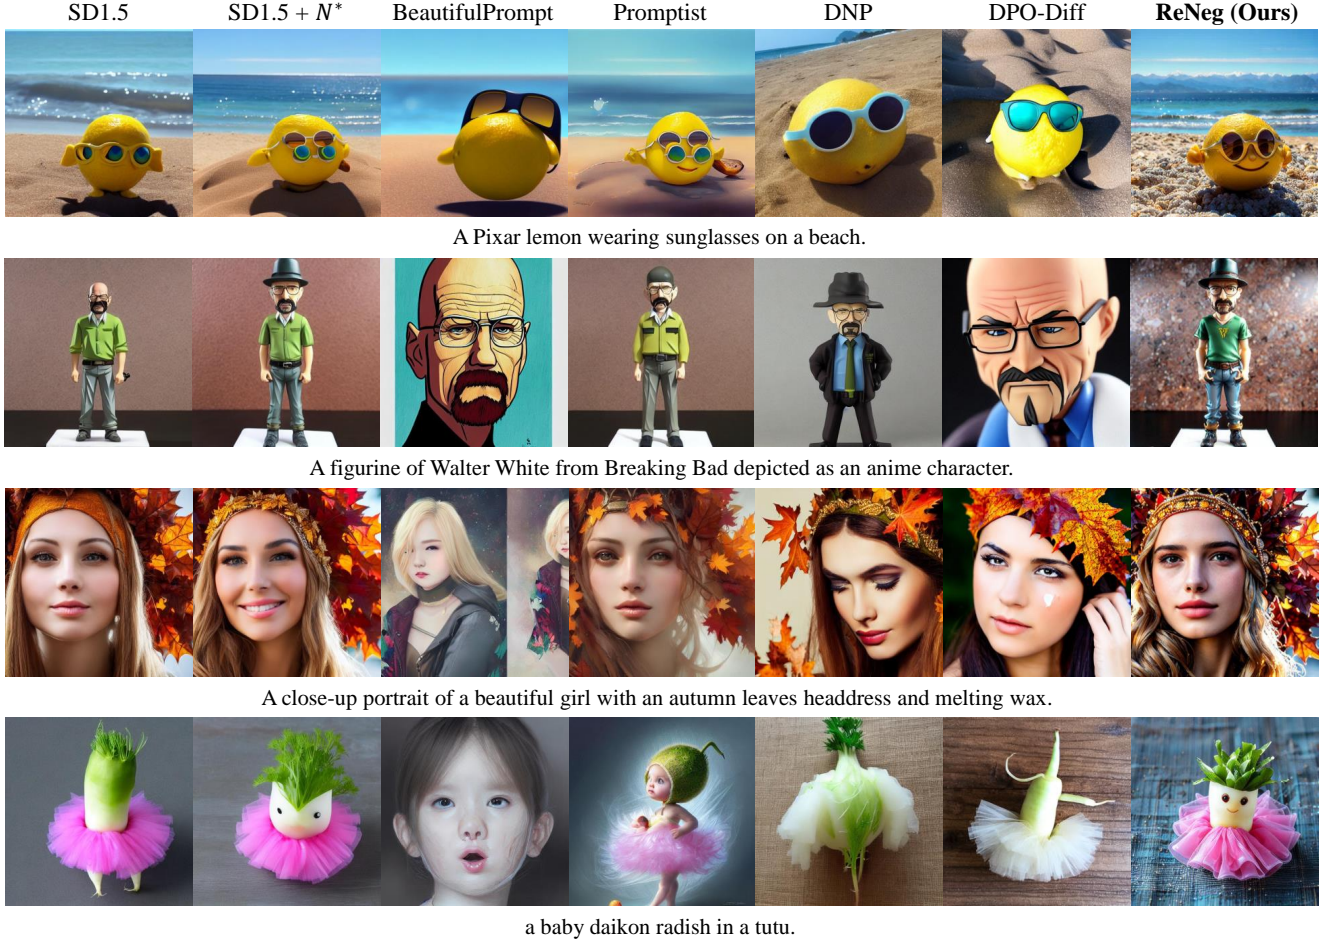 SD1.5 SD1.5 + N* BeautifulPrompt Promptist DNP DPO-Diff ReNeg (Ours)
A Pixar lemon wearing sunglasses on a beach.
A figurine of Walter White from Breaking Bad depicted as an anime character.
A close-up portrait of a beautiful girl with an autumn leaves headdress and melting wax.
a baby daikon radish in a tutu.